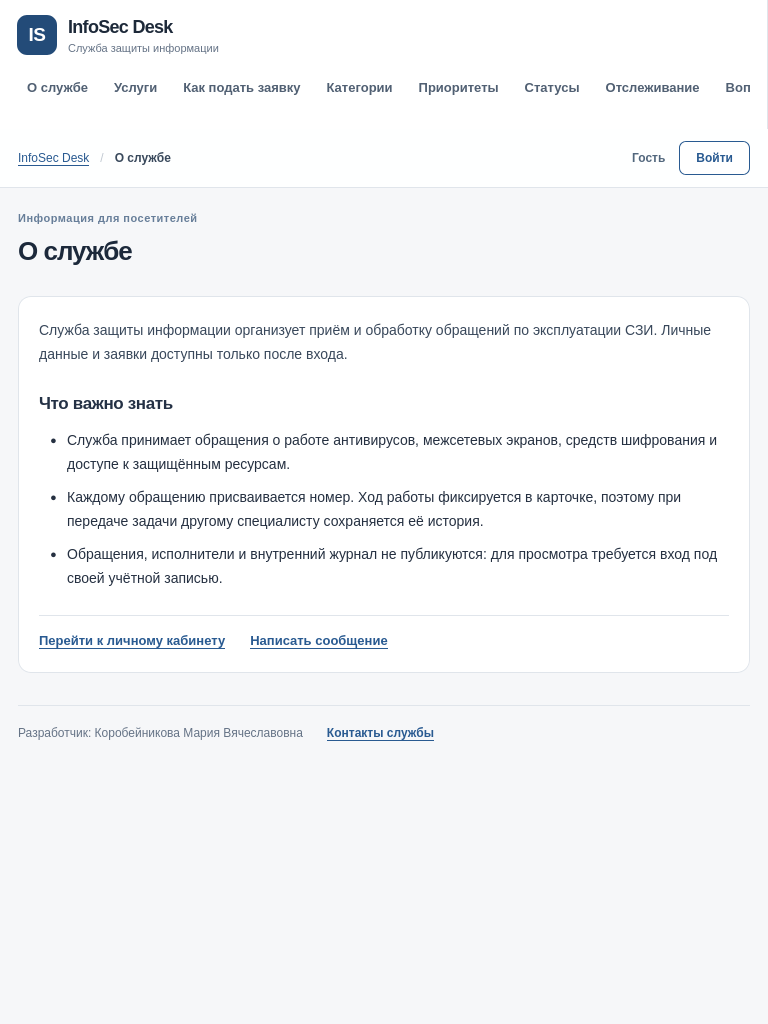 IS
InfoSec Desk
Служба защиты информации
О службе Услуги Как подать заявку Категории Приоритеты Статусы Отслеживание Воп
InfoSec Desk / О службе Гость Войти
Информация для посетителей
О службе
Служба защиты информации организует приём и обработку обращений по эксплуатации СЗИ. Личные
данные и заявки доступны только после входа.
Что важно знать
• Служба принимает обращения о работе антивирусов, межсетевых экранов, средств шифрования и
доступе к защищённым ресурсам.
• Каждому обращению присваивается номер. Ход работы фиксируется в карточке, поэтому при
передаче задачи другому специалисту сохраняется её история.
• Обращения, исполнители и внутренний журнал не публикуются: для просмотра требуется вход под
своей учётной записью.
Перейти к личному кабинету Написать сообщение
Разработчик: Коробейникова Мария Вячеславовна Контакты службы